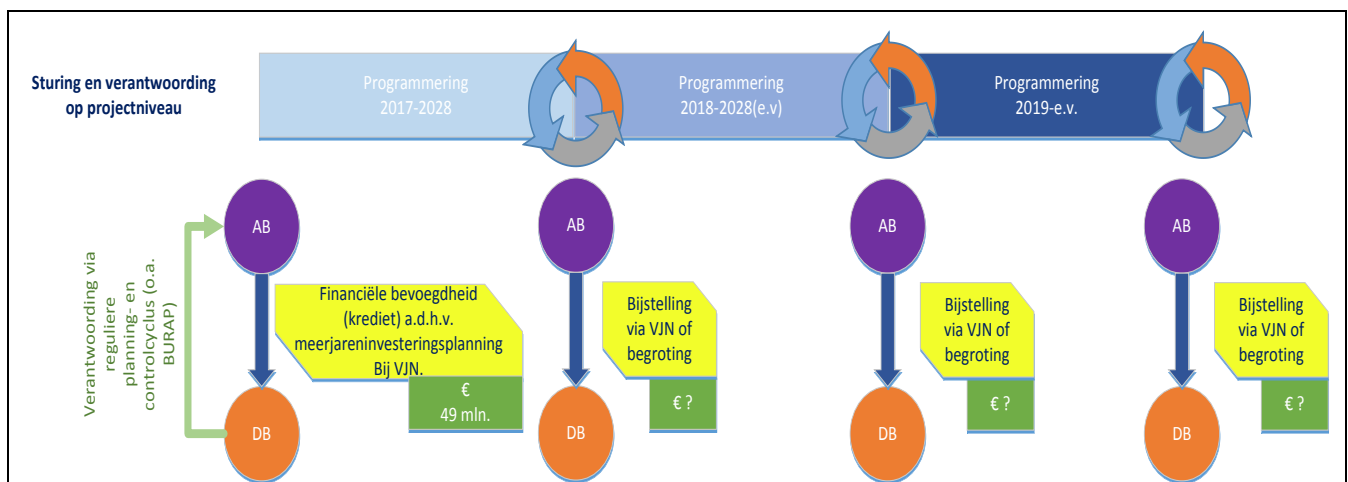 Sturing en verantwoording
op projectniveau
Programmering
2017-2028
Programmering
2018-2028(e.v)
Programmering
2019-e.v.
Verantwoording via
reguliere
planning- en
controlcyclus (o.a.
BURAP)
AB
Financiële bevoegdheid
(krediet) a.d.h.v.
meerjareninvesteringsplanning
Bij VJN.
€
49 mln.
DB
AB
Bijstelling
via VJN of
begroting
€ ?
DB
AB
Bijstelling
via VJN of
begroting
€ ?
DB
AB
Bijstelling
via VJN of
begroting
€ ?
DB